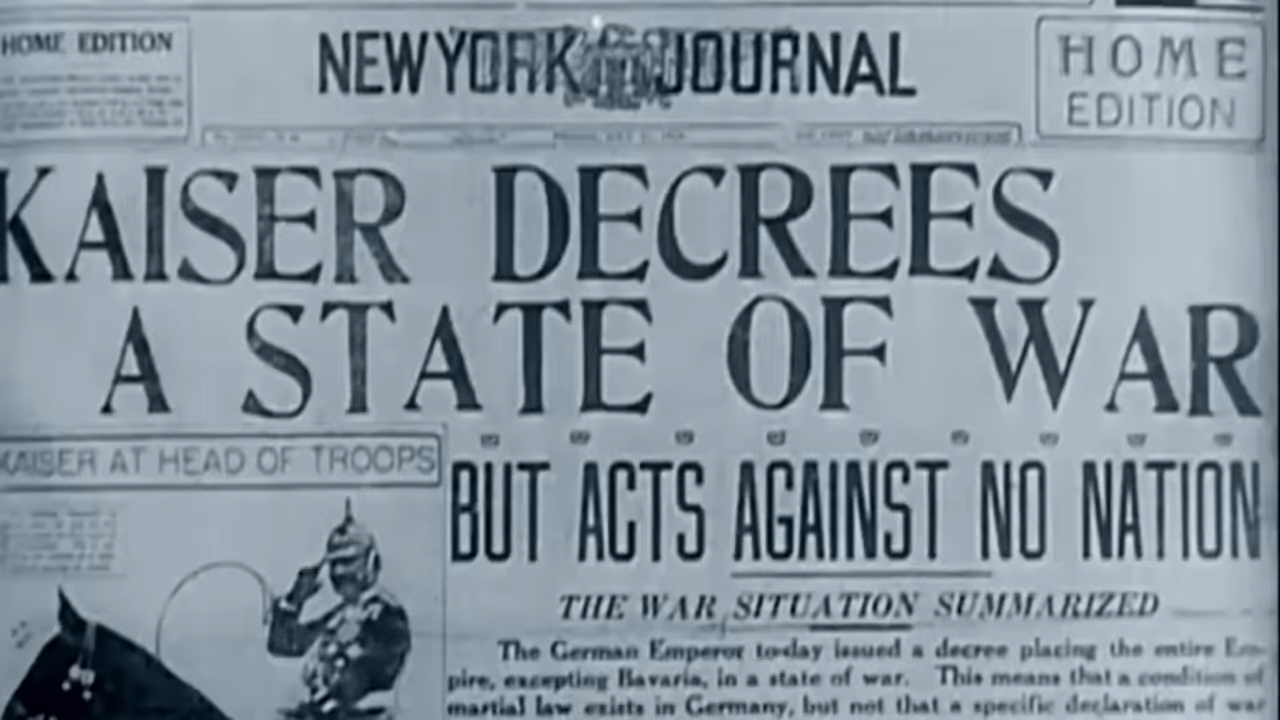 HOME EDITION
NEW YORK JOURNAL
HOME
EDITION
KAISER DECREES
A STATE OF WAR
KAISER AT HEAD OF TROOPS
BUT ACTS AGAINST NO NATION
THE WAR SITUATION SUMMARIZED
The German Emperor to-day issued a decree placing the entire Em-
pire, excepting Bavaria, in a state of war. This means that a condition of
martial law exists in Germany, but not that a specific declaration of war